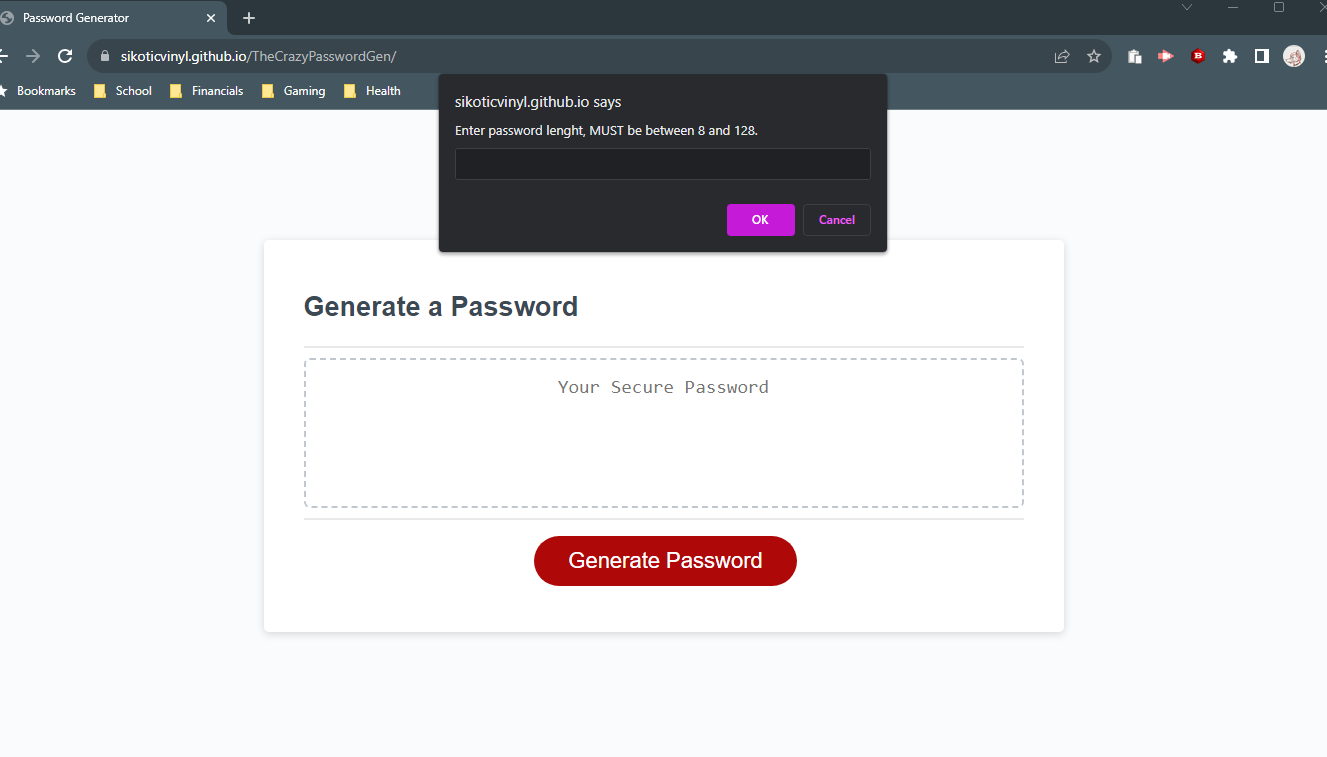 Password Generator
sikoticvinyl.github.io/TheCrazyPasswordGen/
Bookmarks School Financials Gaming Health
sikoticvinyl.github.io says
Enter password lenght, MUST be between 8 and 128.
OK Cancel
Generate a Password
Your Secure Password
Generate Password